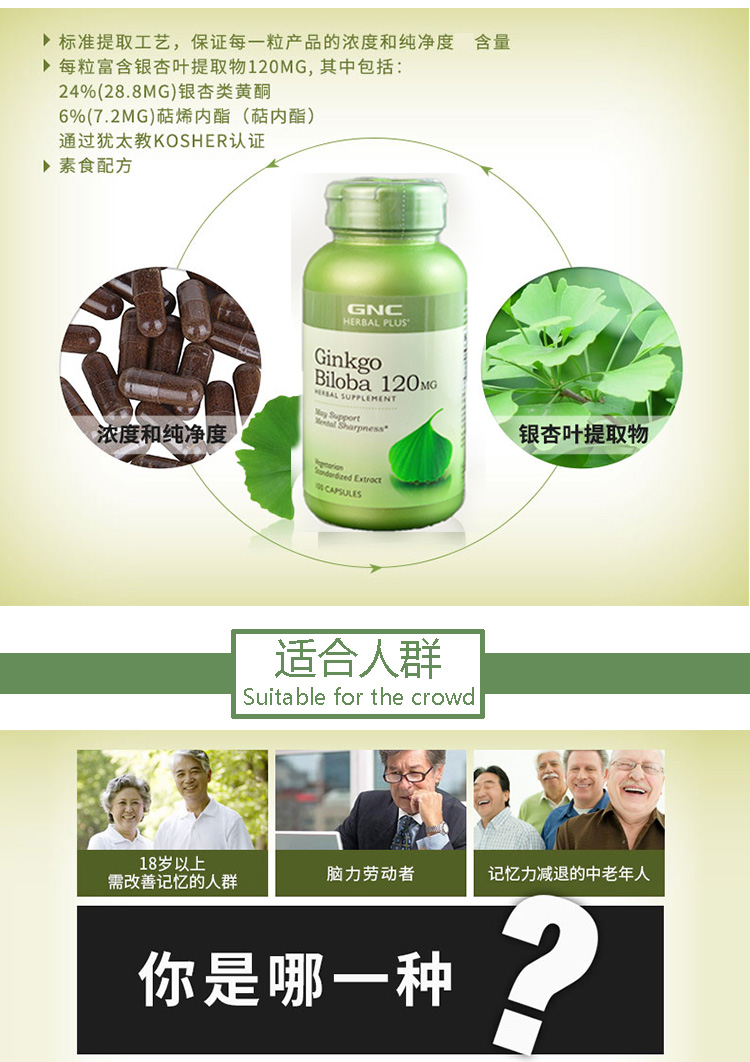 标准提取工艺，保证每一粒产品的浓度和纯净度 含量
每粒富含银杏叶提取物120MG, 其中包括：
24%(28.8MG)银杏类黄酮
6%(7.2MG)萜烯内酯（萜内酯）
通过犹太教KOSHER认证
素食配方
GNC
HERBAL PLUS®
Ginkgo
Biloba 120MG
HERBAL SUPPLEMENT
May Support
Mental Sharpness*
Vegetarian
Standardized Extract
100 CAPSULES
浓度和纯净度
银杏叶提取物
适合人群
Suitable for the crowd
18岁以上
需改善记忆的人群
脑力劳动者
记忆力减退的中老年人
你是哪一种？